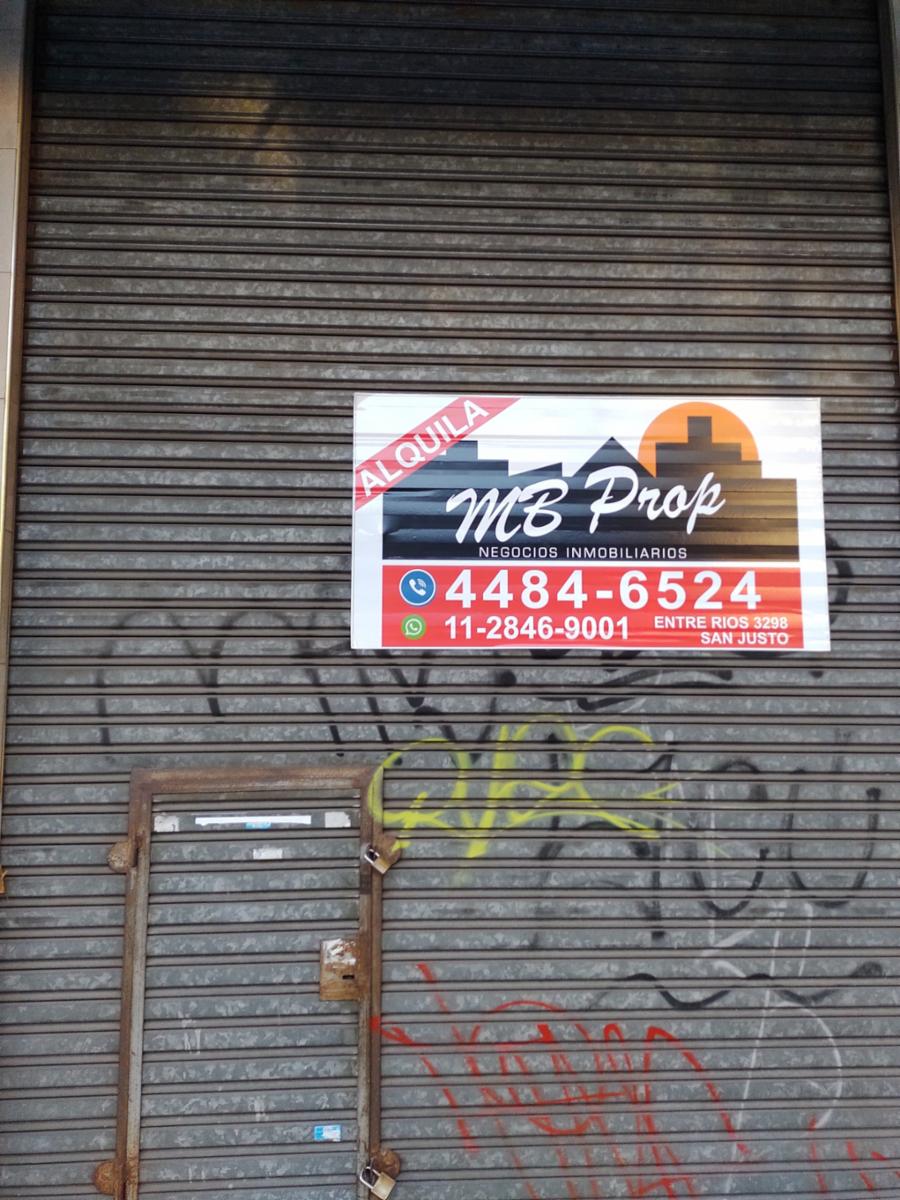 ALQUILA
MB Prop
NEGOCIOS INMOBILIARIOS
4484-6524
11-2846-9001
ENTRE RIOS 3298
SAN JUSTO